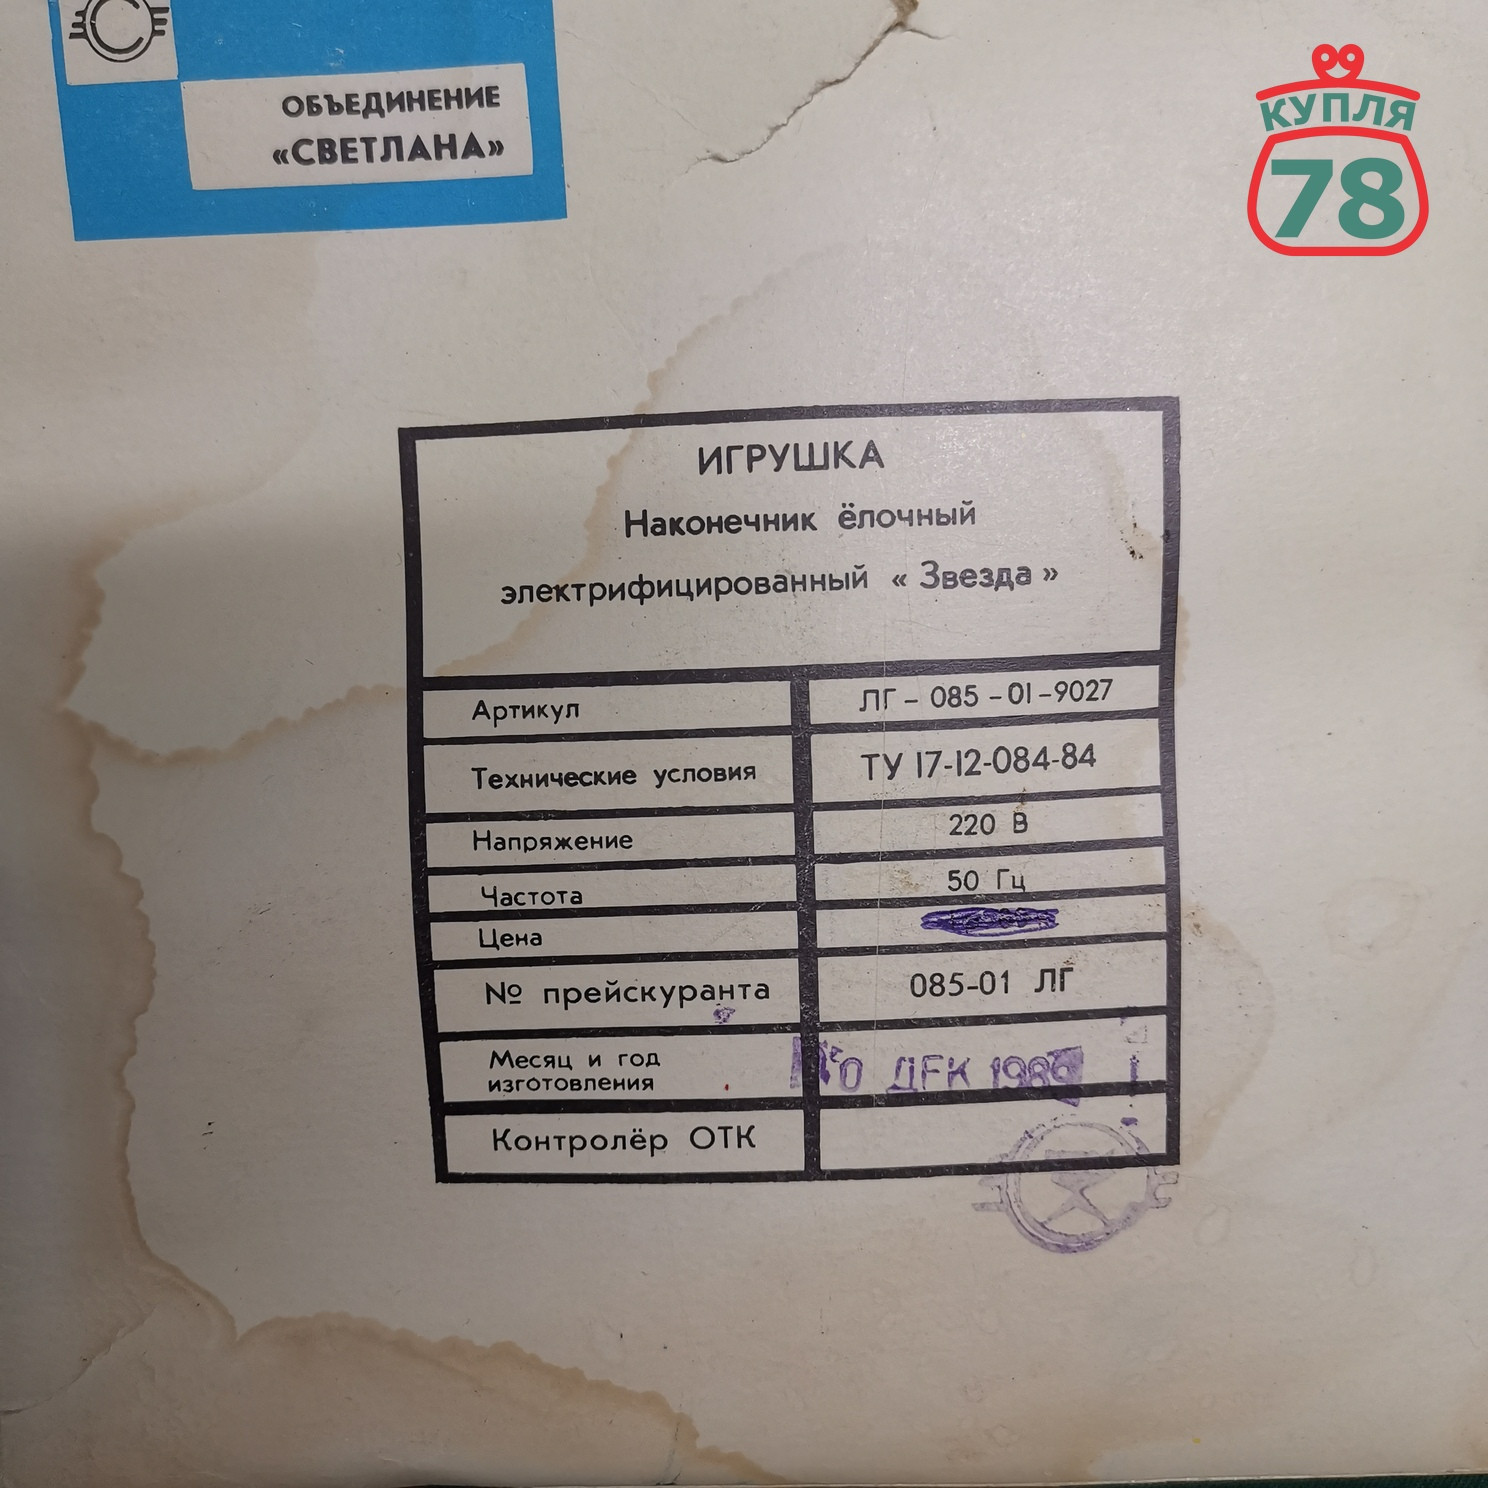 ОБЪЕДИНЕНИЕ
«СВЕТЛАНА»
КУПЛЯ
78
ИГРУШКА
Наконечник ёлочный
электрифицированный « Звезда »
Артикул ЛГ - 085 - 01 - 9027
Технические условия ТУ 17-12-084-84
Напряжение 220 В
Частота 50 Гц
Цена
№ прейскуранта 085-01 ЛГ
Месяц и год
изготовления ДЕК 1989
Контролёр ОТК